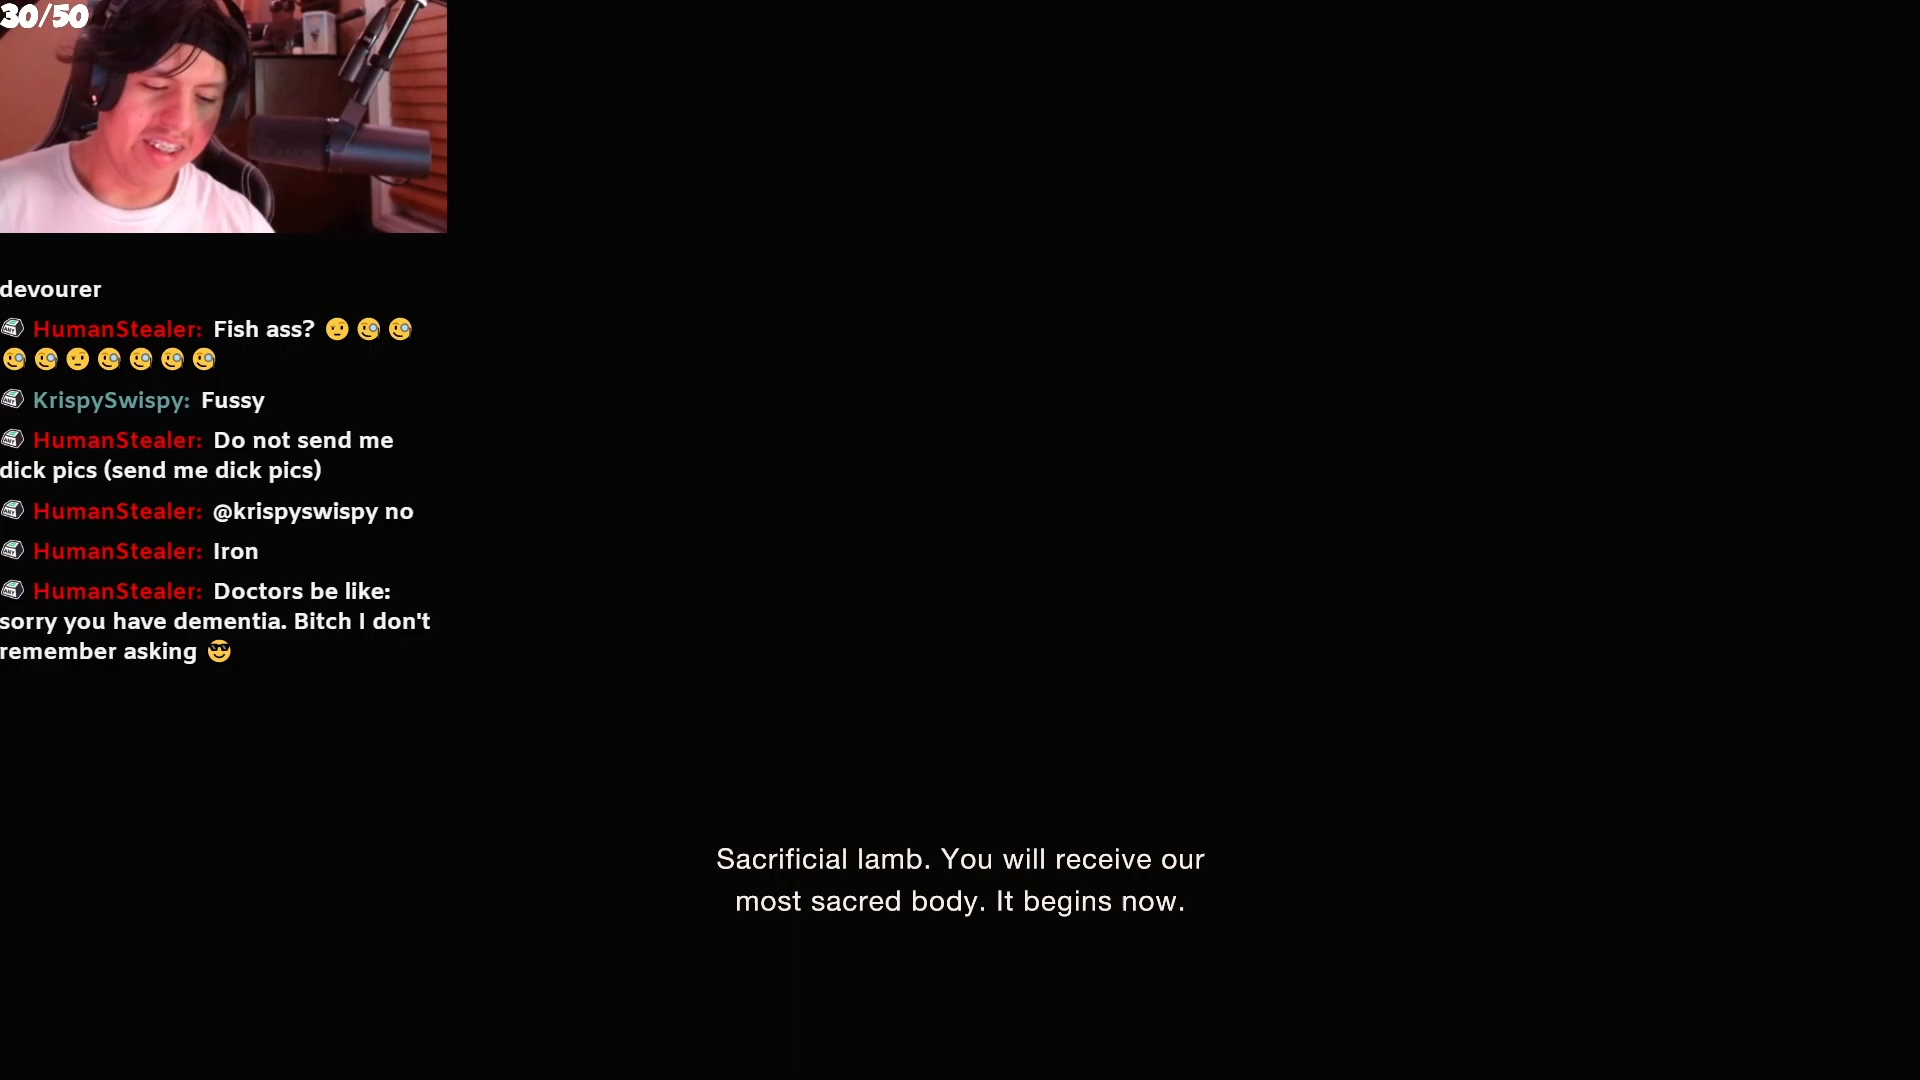 30/50
devourer
HumanStealer: Fish ass? 🤨 🧐 🧐
🧐 🧐 🤨 🧐 🧐 🧐 🧐
KrispySwispy: Fussy
HumanStealer: Do not send me
dick pics (send me dick pics)
HumanStealer: @krispyswispy no
HumanStealer: Iron
HumanStealer: Doctors be like:
sorry you have dementia. Bitch I don't
remember asking 😎
Sacrificial lamb. You will receive our
most sacred body. It begins now.